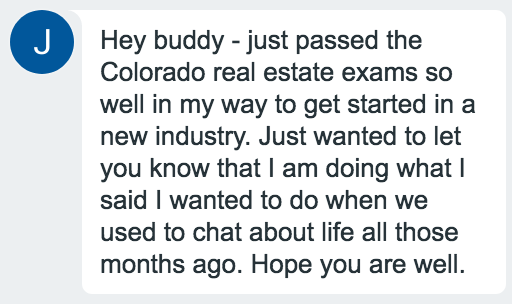 J
Hey buddy - just passed the
Colorado real estate exams so
well in my way to get started in a
new industry. Just wanted to let
you know that I am doing what I
said I wanted to do when we
used to chat about life all those
months ago. Hope you are well.